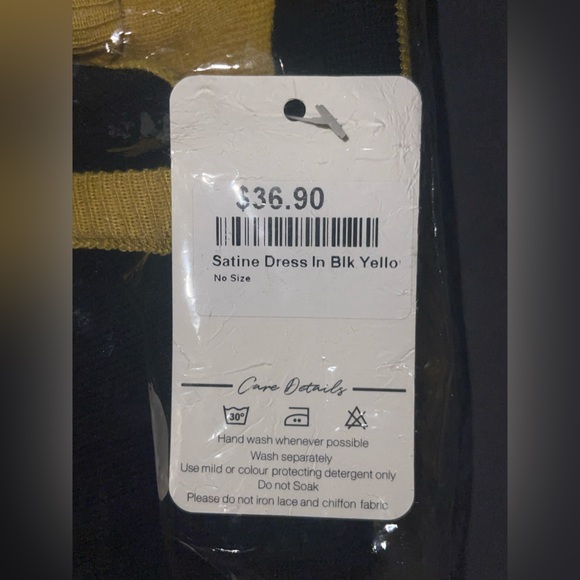 $36.90
Satine Dress In Blk Yello
No Size
Care Details
30°
Hand wash whenever possible
Wash separately
Use mild or colour protecting detergent only
Do not Soak
Please do not iron lace and chiffon fabric